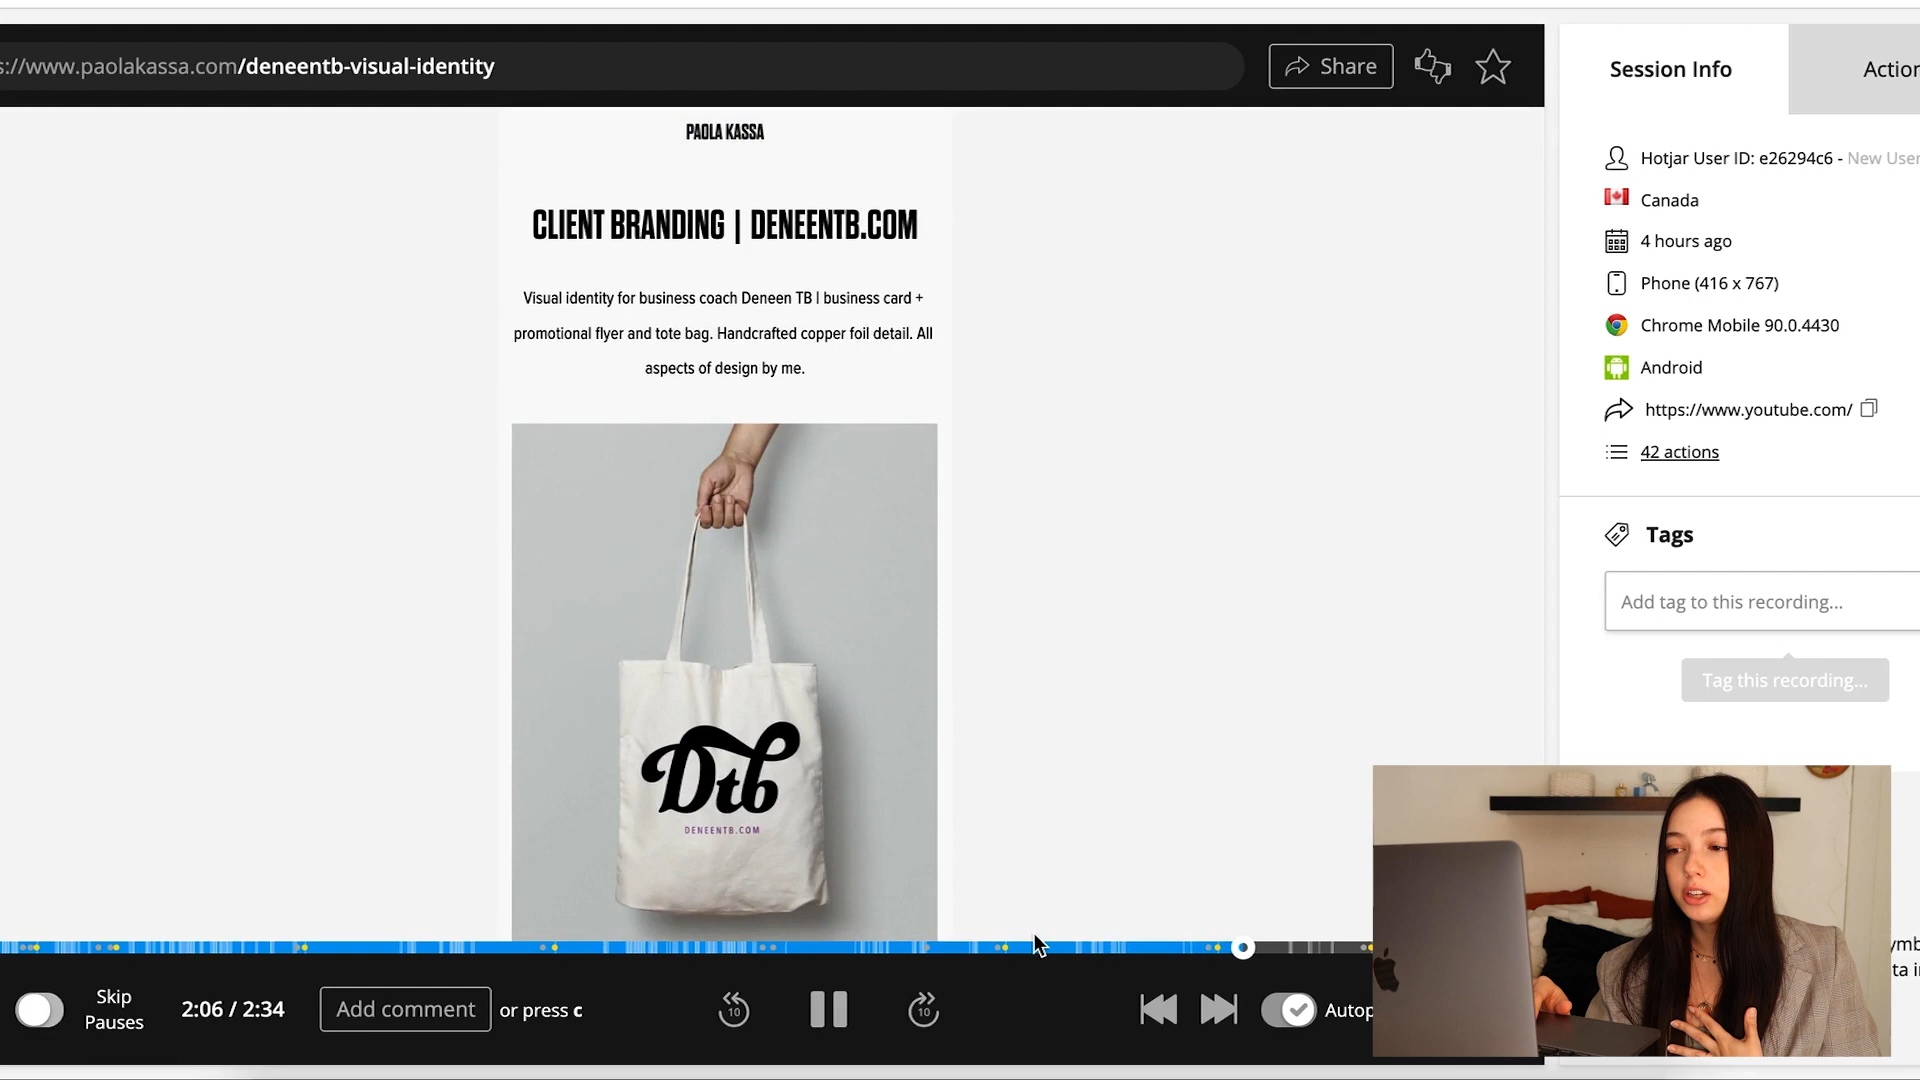 s://www.paolakassa.com/deneentb-visual-identity
Share
PAOLA KASSA
CLIENT BRANDING | DENEENTB.COM
Visual identity for business coach Deneen TB | business card +
promotional flyer and tote bag. Handcrafted copper foil detail. All
aspects of design by me.
Dtb
DENEENTB.COM
Skip
Pauses
2:06 / 2:34
Add comment
or press c
10
10
Autop
Session Info
Action
Hotjar User ID: e26294c6 - New User
Canada
4 hours ago
Phone (416 x 767)
Chrome Mobile 90.0.4430
Android
https://www.youtube.com/
42 actions
Tags
Add tag to this recording...
Tag this recording...
ymb
ta i